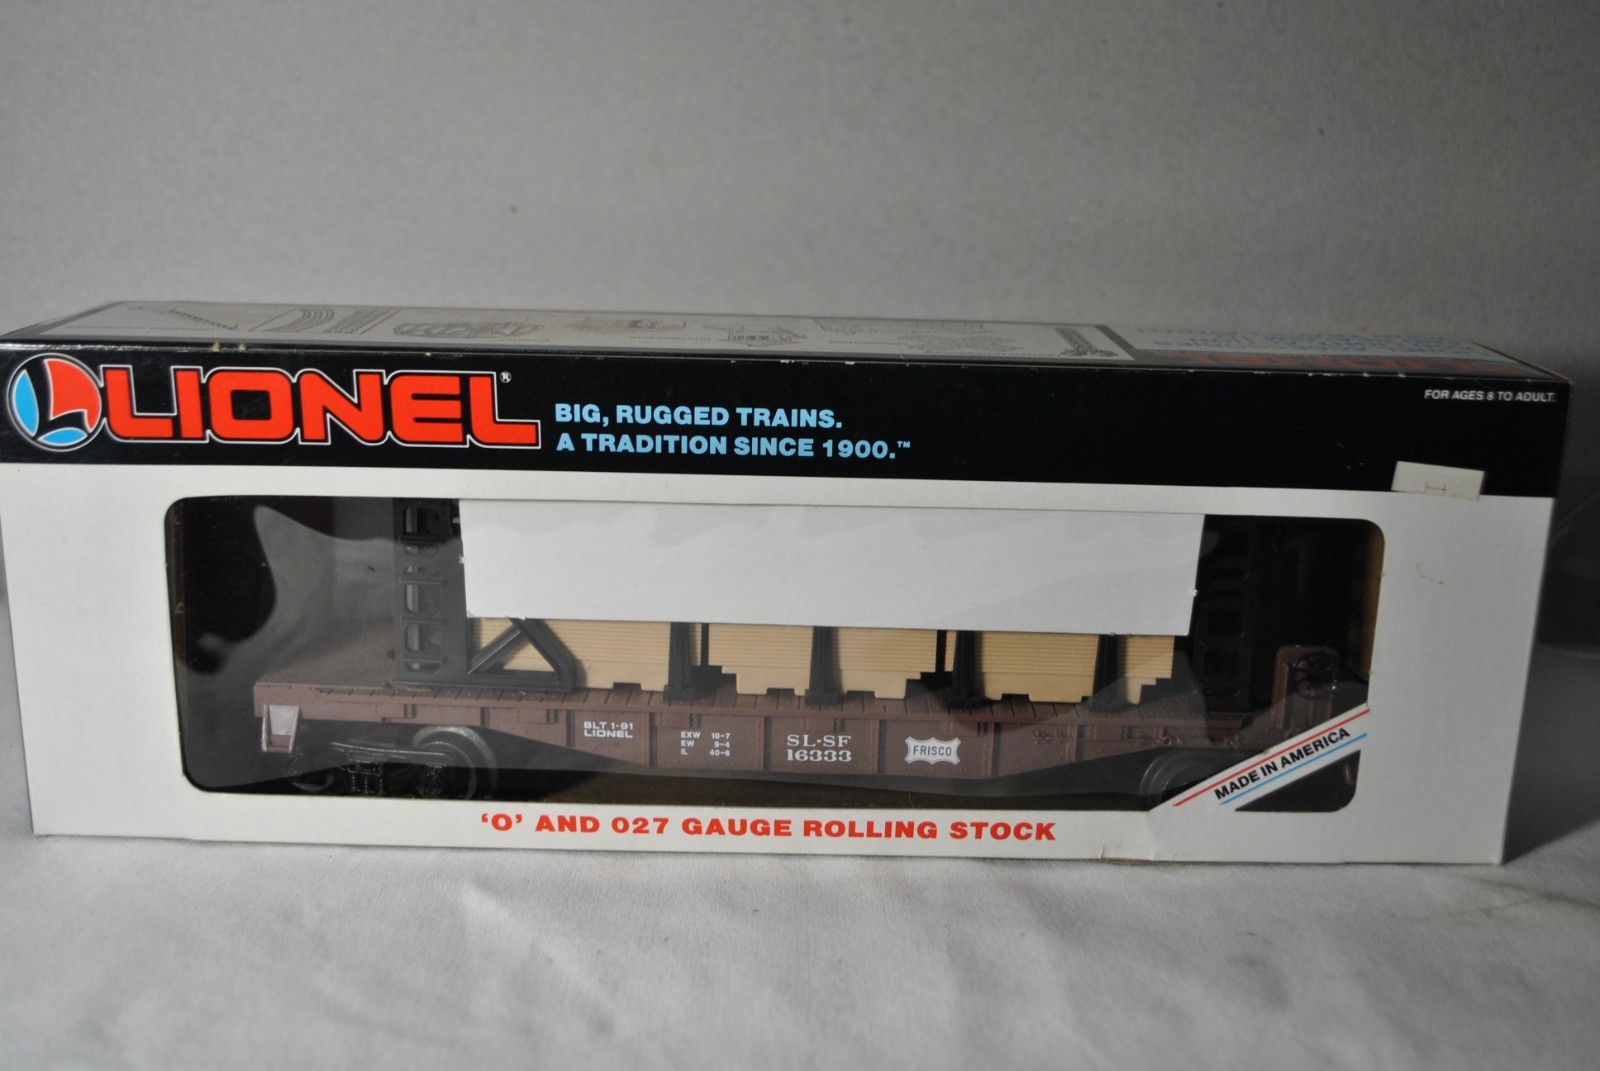 LIONEL®
BIG, RUGGED TRAINS.
A TRADITION SINCE 1900.™
FOR AGES 8 TO ADULT.
BLT 1-91
LIONEL
EXW 10-7
EW 9-4
IL 40-6
SL-SF
16333
FRISCO
MADE IN AMERICA
'O' AND 027 GAUGE ROLLING STOCK